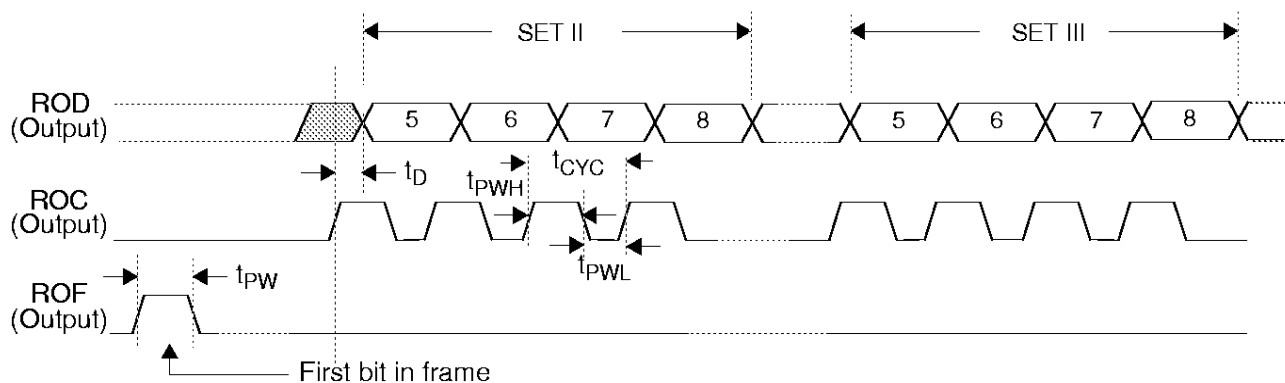 SET II SET III
ROD
(Output)
5 6 7 8 5 6 7 8
tD tPWH tCYC
ROC
(Output)
tPWL
tPW
ROF
(Output)
First bit in frame